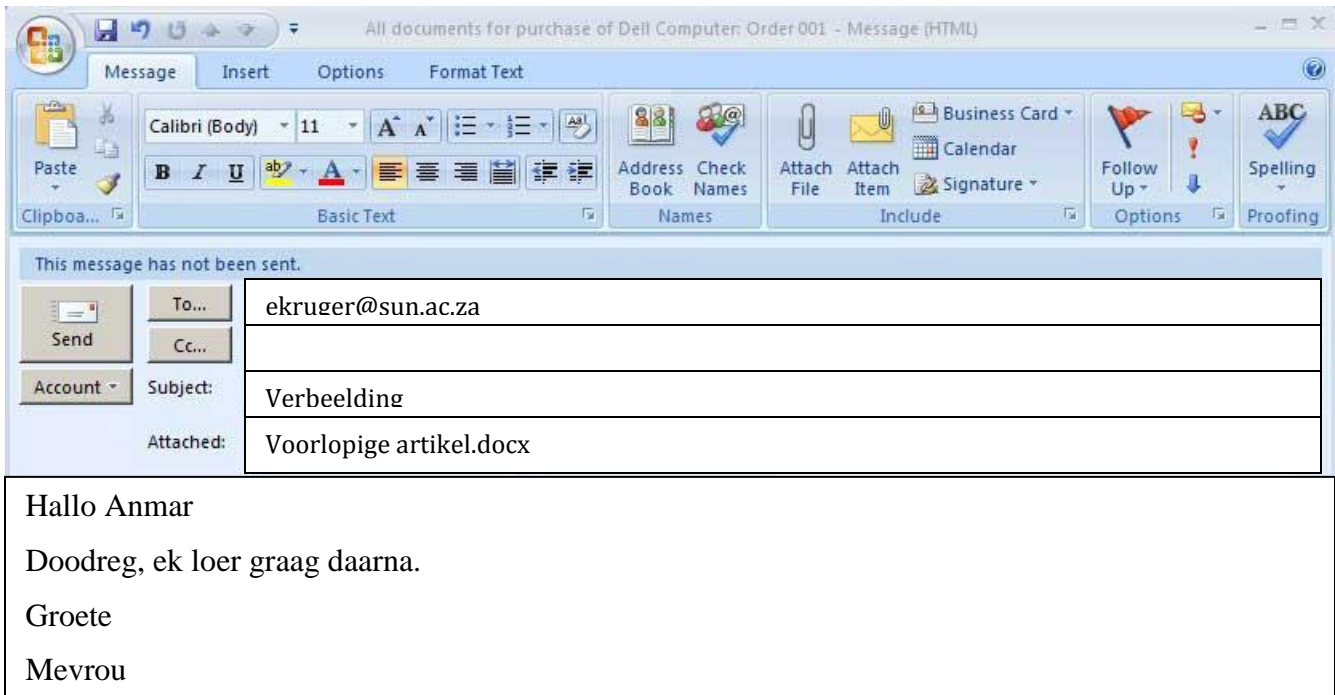 All documents for purchase of Dell Computer: Order 001 - Message (HTML)
Message Insert Options Format Text
Paste
Clipboa...
Calibri (Body) 11
B I U
Basic Text
Address Book
Check Names
Names
Attach File
Attach Item
Business Card
Calendar
Signature
Include
Follow Up
Options
ABC
Spelling
Proofing
This message has not been sent.
Send
Account
To... ekruger@sun.ac.za
Cc...
Subject: Verbeelding
Attached: Voorlopige artikel.docx
Hallo Anmar
Doodreg, ek loer graag daarna.
Groete
Mevrou